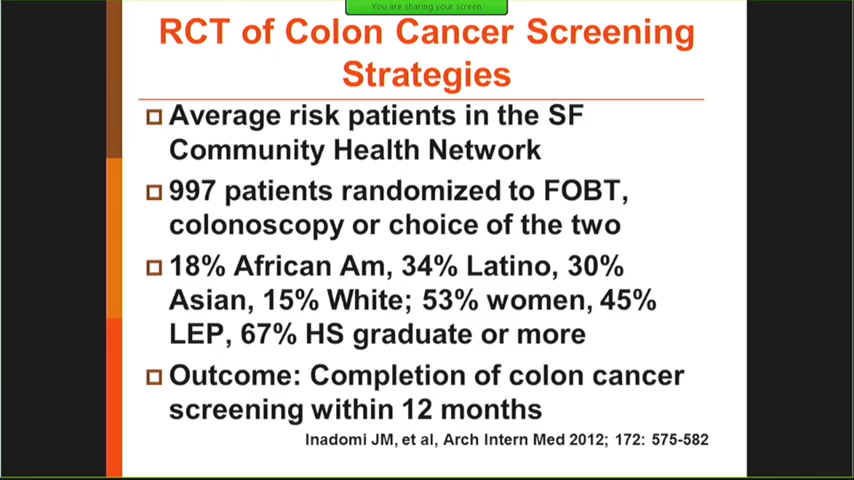 You are sharing your screen.
RCT of Colon Cancer Screening
Strategies
Average risk patients in the SF
Community Health Network
997 patients randomized to FOBT,
colonoscopy or choice of the two
18% African Am, 34% Latino, 30%
Asian, 15% White; 53% women, 45%
LEP, 67% HS graduate or more
Outcome: Completion of colon cancer
screening within 12 months
Inadomi JM, et al, Arch Intern Med 2012; 172: 575-582